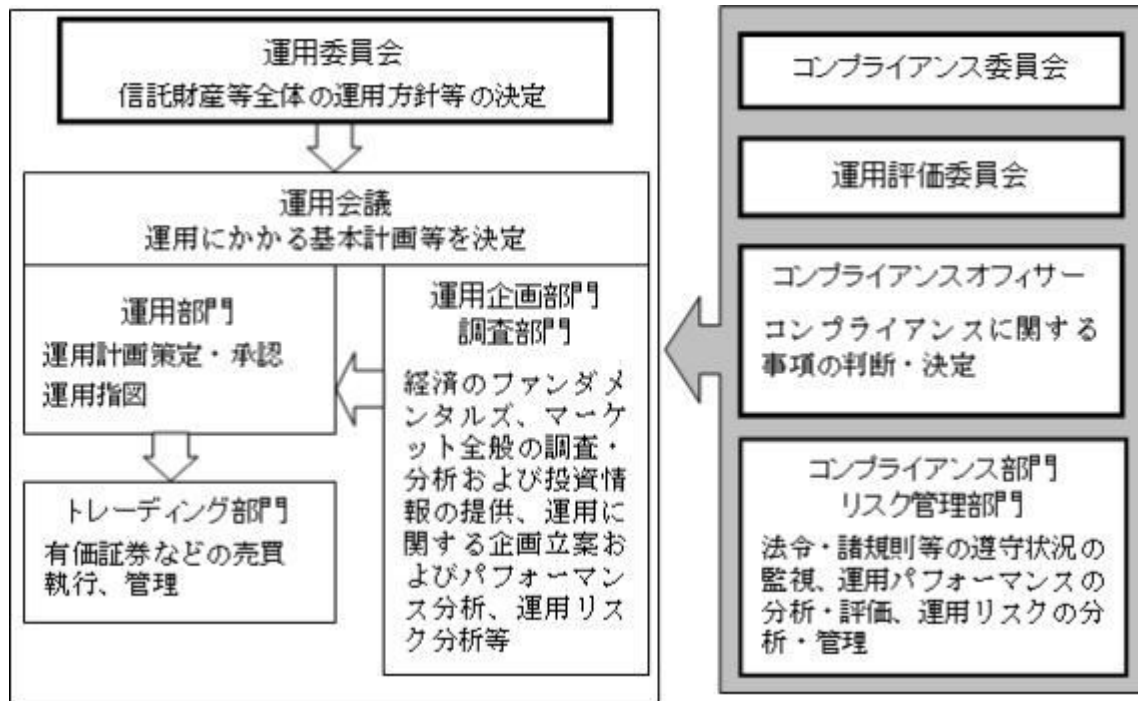 運用委員会
信託財産等全体の運用方針等の決定
運用会議
運用にかかる基本計画等を決定
運用部門
運用計画策定・承認
運用指図
トレーディング部門
有価証券などの売買
執行、管理
運用企画部門
調査部門
経済のファンダメ
ンタルズ、マーケ
ット全般の調査・
分析および投資情
報の提供、運用に
関する企画立案お
よびパフォーマン
ス分析、運用リス
ク分析等
コンプライアンス委員会
運用評価委員会
コンプライアンスオフィサー
コンプライアンスに関する
事項の判断・決定
コンプライアンス部門
リスク管理部門
法令・諸規則等の遵守状況の
監視、運用パフォーマンスの
分析・評価、運用リスクの分
析・管理